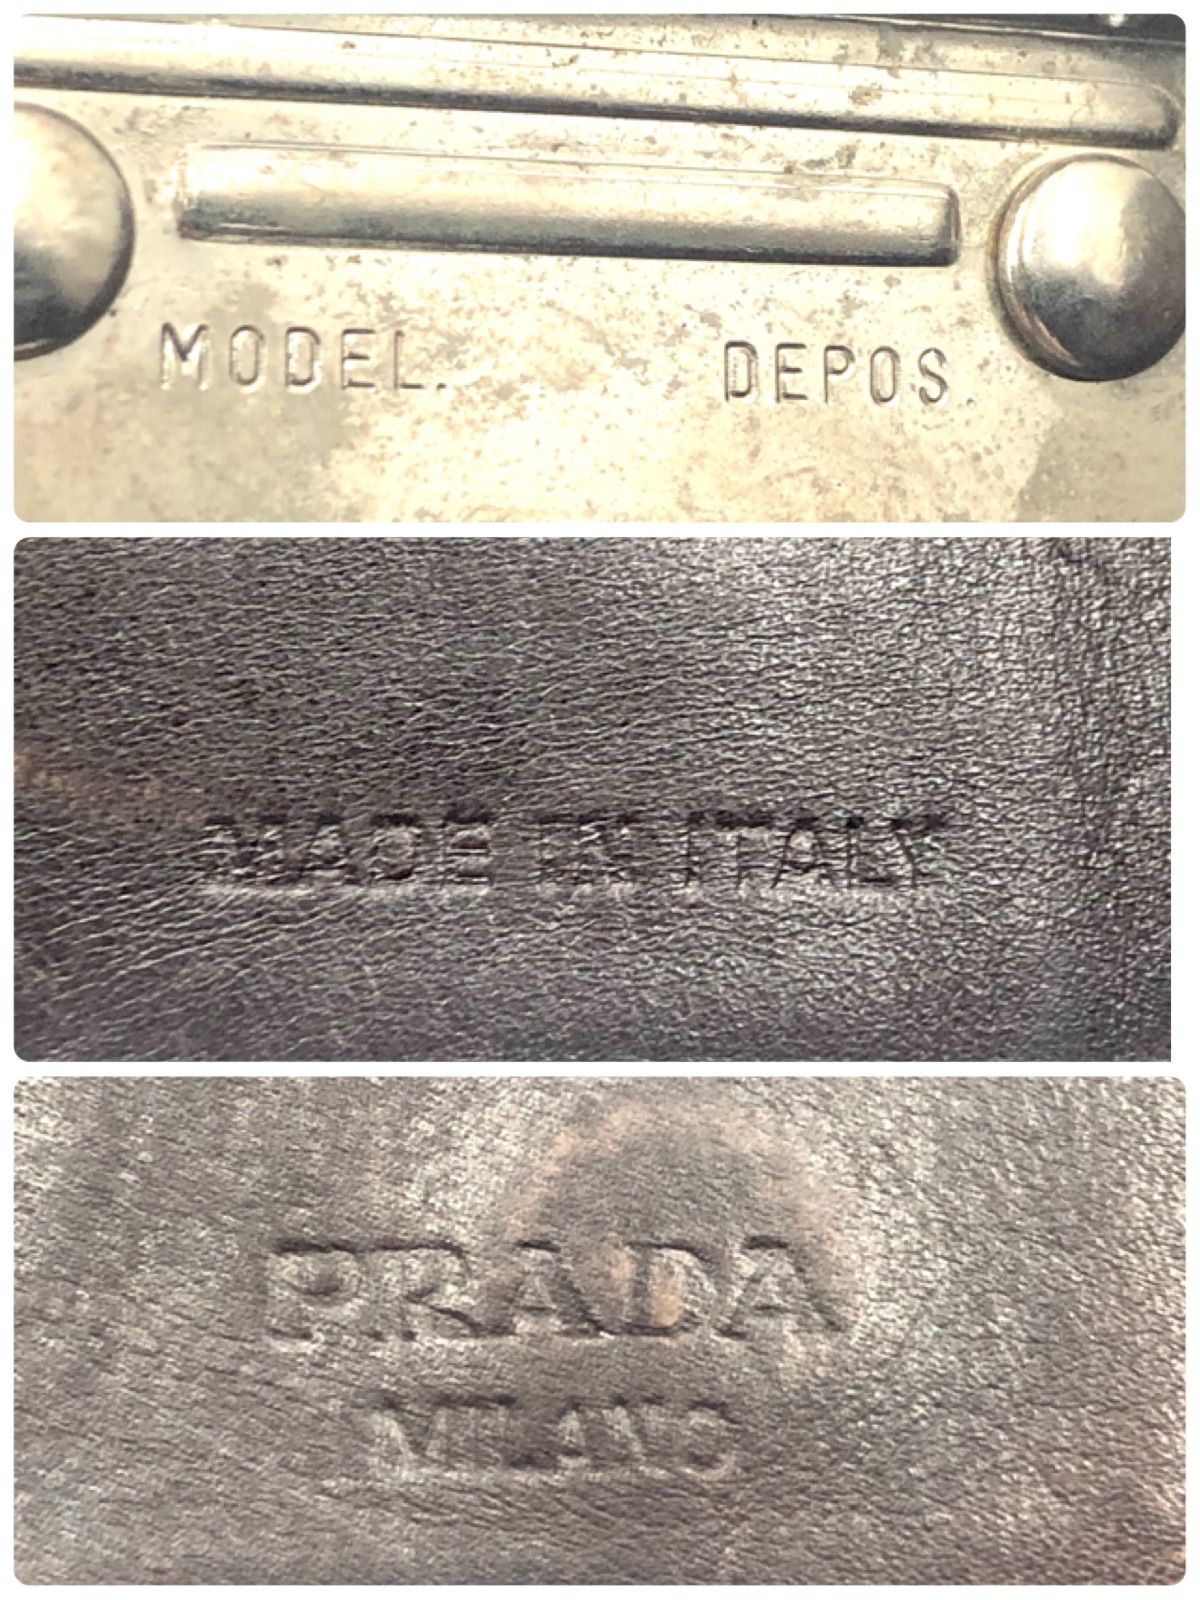 MODEL. DEPOS.
MADE IN ITALY
PRADA
MILANO